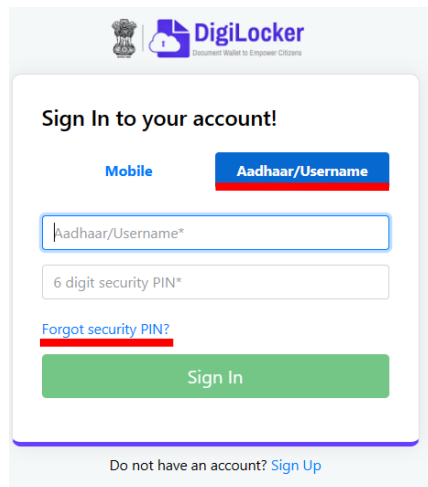 DigiLocker
Document Wallet to Empower Citizens
Sign In to your account!
Mobile
Aadhaar/Username
Aadhaar/Username*
6 digit security PIN*
Forgot security PIN?
Sign In
Do not have an account? Sign Up